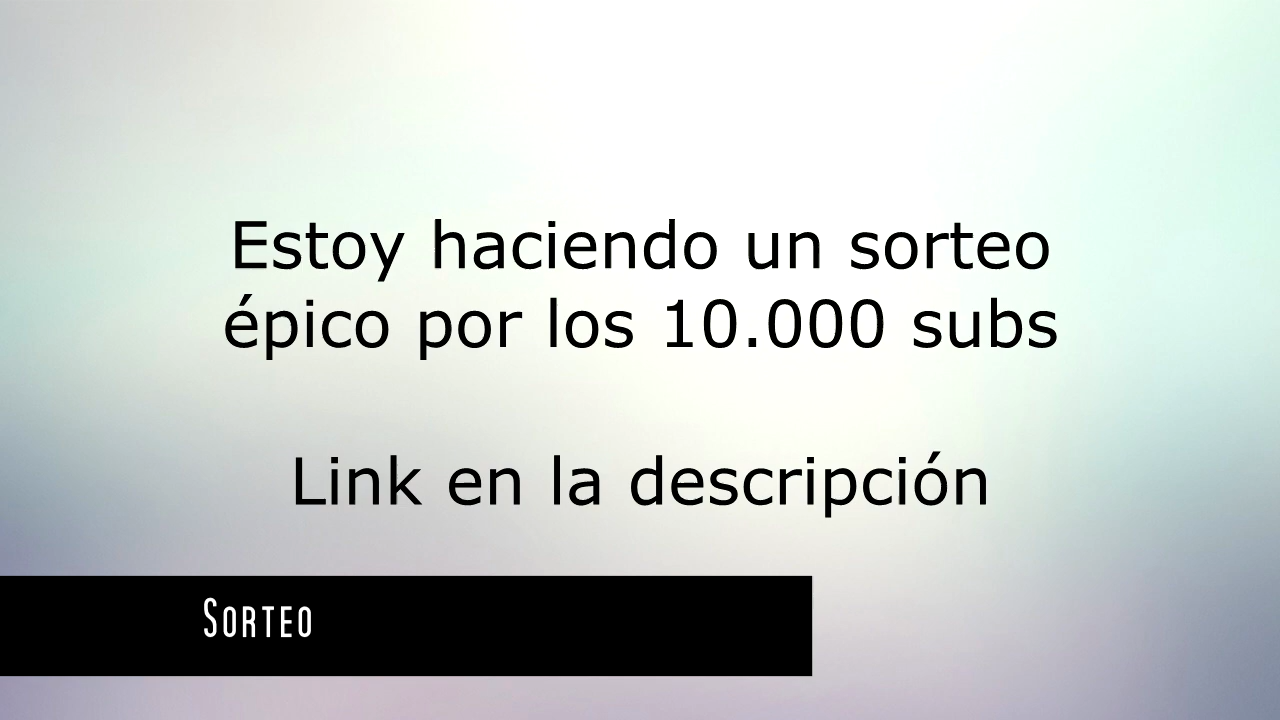 Estoy haciendo un sorteo
épico por los 10.000 subs
Link en la descripción
Sorteo